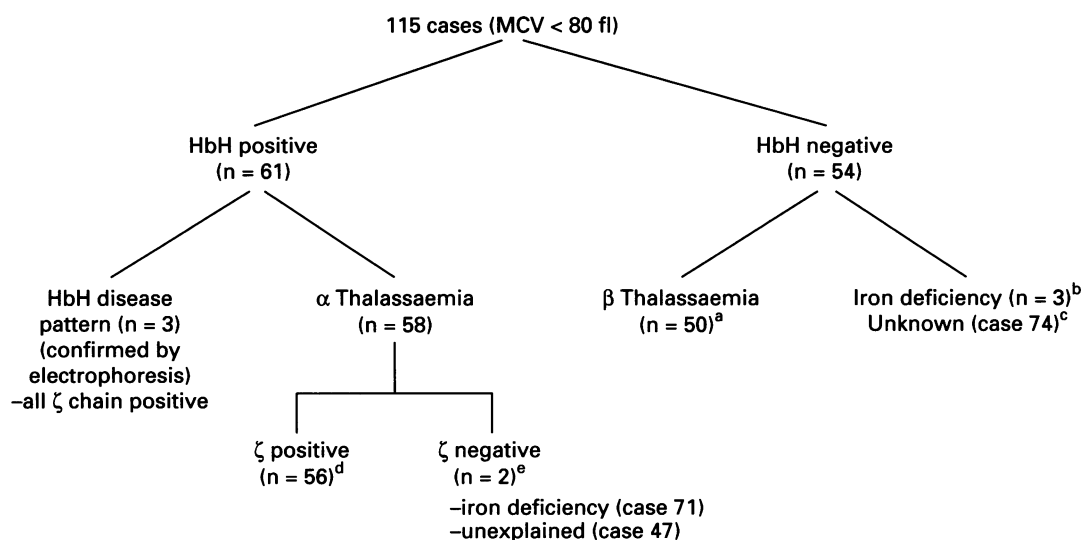 115 cases (MCV < 80 fl)
HbH positive
(n = 61)
HbH negative
(n = 54)
HbH disease
pattern (n = 3)
(confirmed by
electrophoresis)
–all ζ chain positive
α Thalassaemia
(n = 58)
β Thalassaemia
(n = 50)a
Iron deficiency (n = 3)b
Unknown (case 74)c
ζ positive
(n = 56)d
ζ negative
(n = 2)e
–iron deficiency (case 71)
–unexplained (case 47)